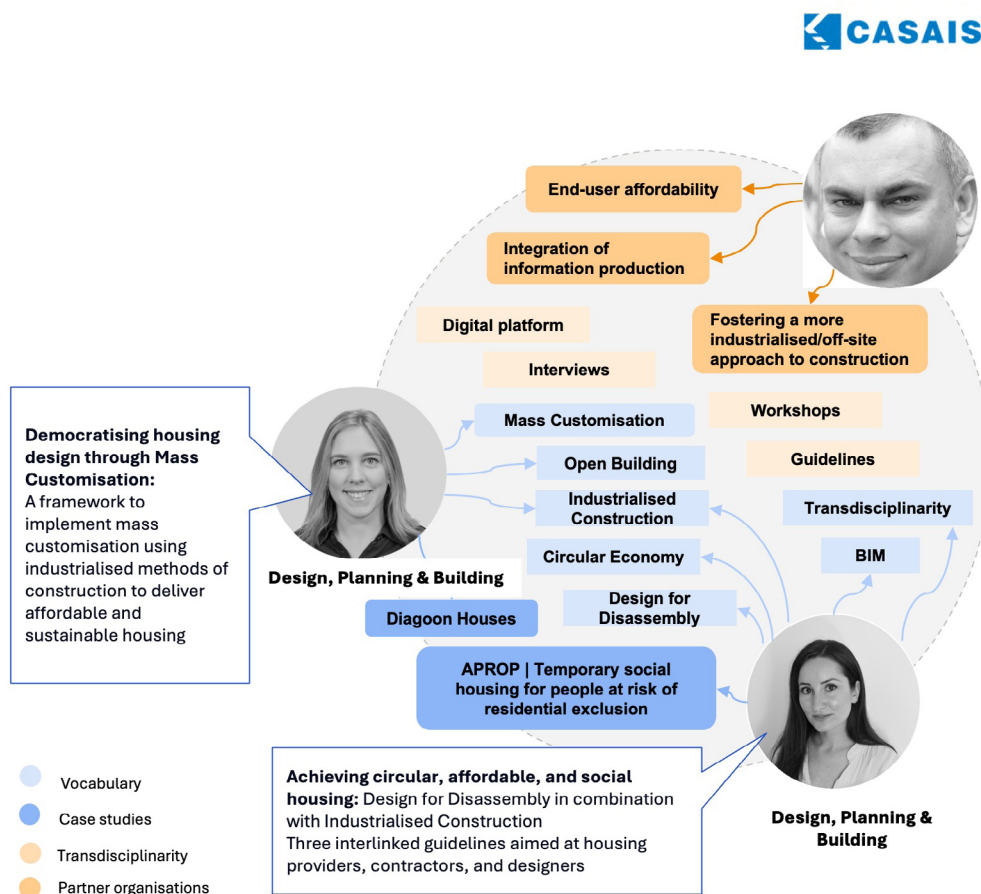 CASAIS
End-user affordability
Integration of
information production
Digital platform
Fostering a more
industrialised/off-site
approach to construction
Interviews
Mass Customisation
Workshops
Democratising housing
design through Mass
Customisation:
A framework to
implement mass
customisation using
industrialised methods of
construction to deliver
affordable and
sustainable housing
Open Building
Guidelines
Industrialised
Construction
Transdisciplinarity
Circular Economy
BIM
Design, Planning & Building
Design for
Disassembly
Diagoon Houses
APROP | Temporary social
housing for people at risk of
residential exclusion
Achieving circular, affordable, and social
housing: Design for Disassembly in combination
with Industrialised Construction
Three interlinked guidelines aimed at housing
providers, contractors, and designers
Design, Planning &
Building
Vocabulary
Case studies
Transdisciplinarity
Partner organisations